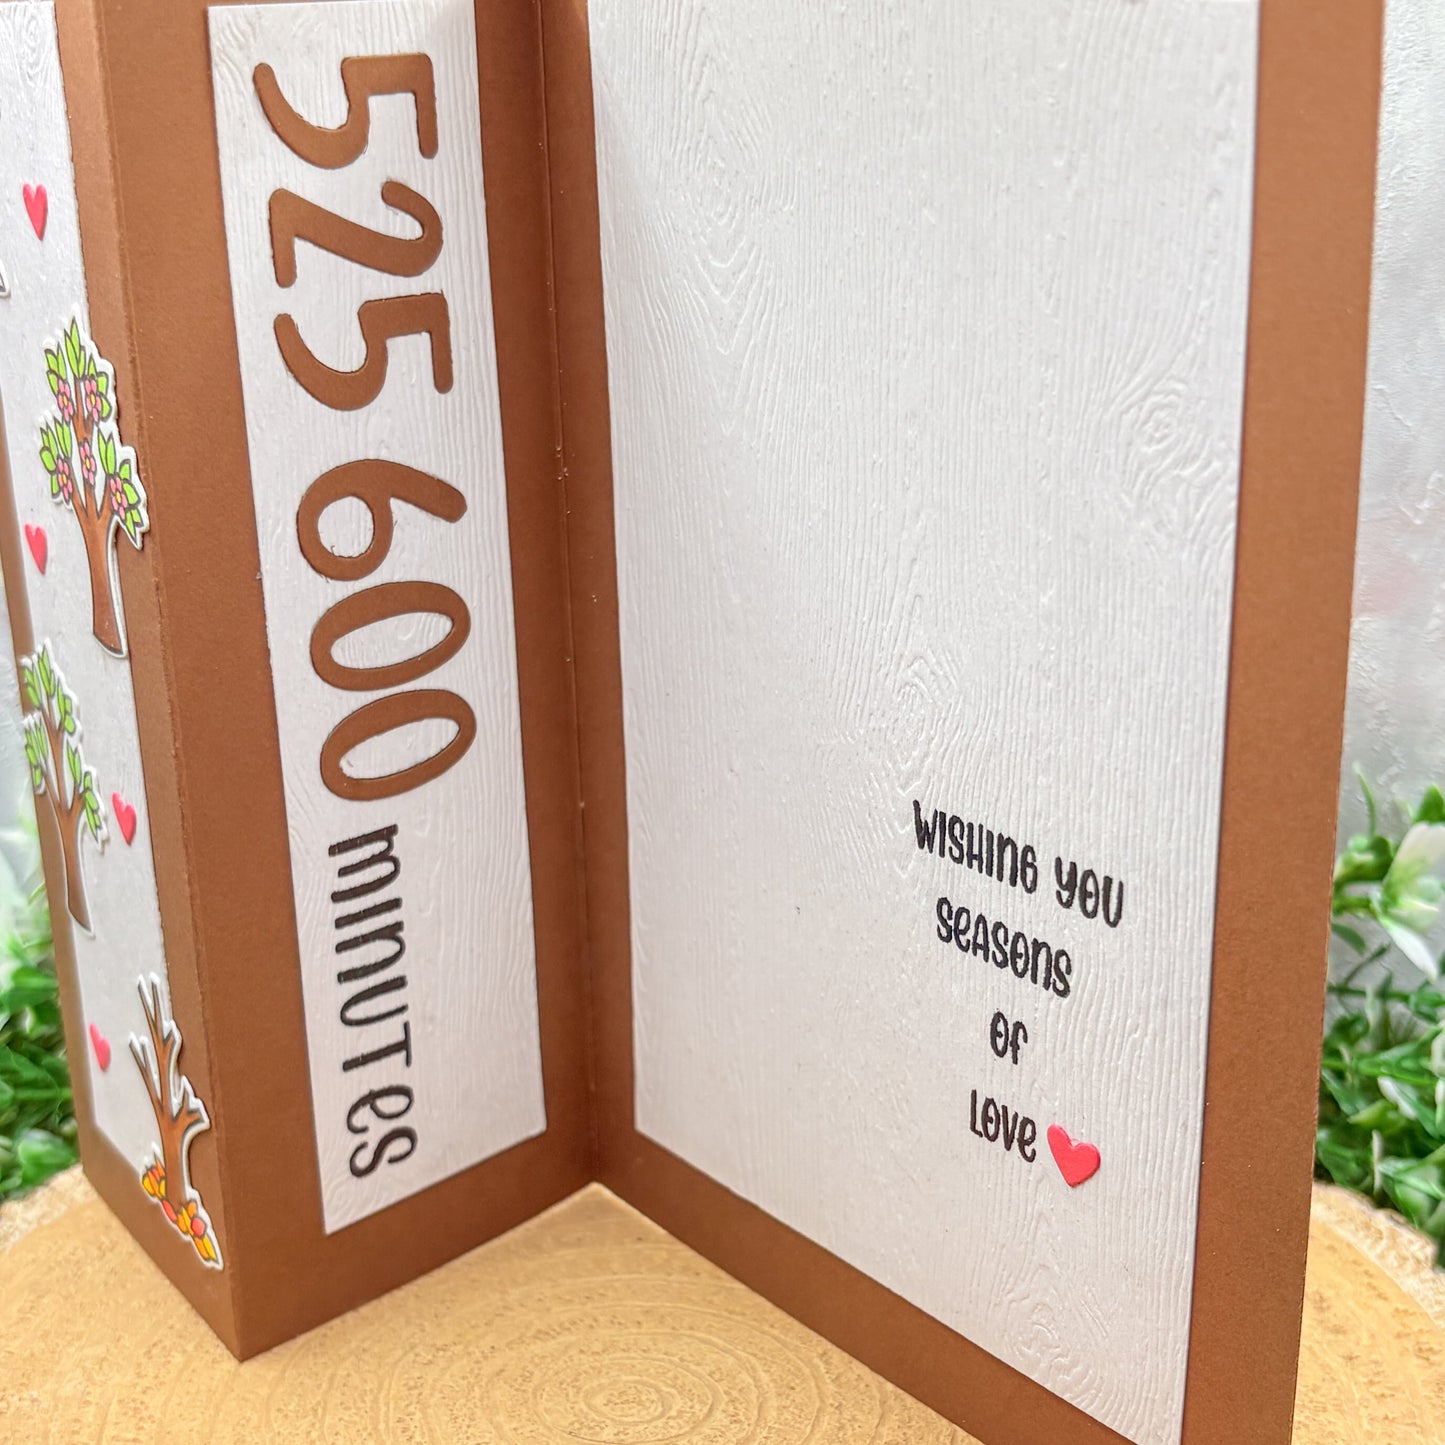 525 600 minutes
WISHING YOU
SEASONS
OF
LOVE